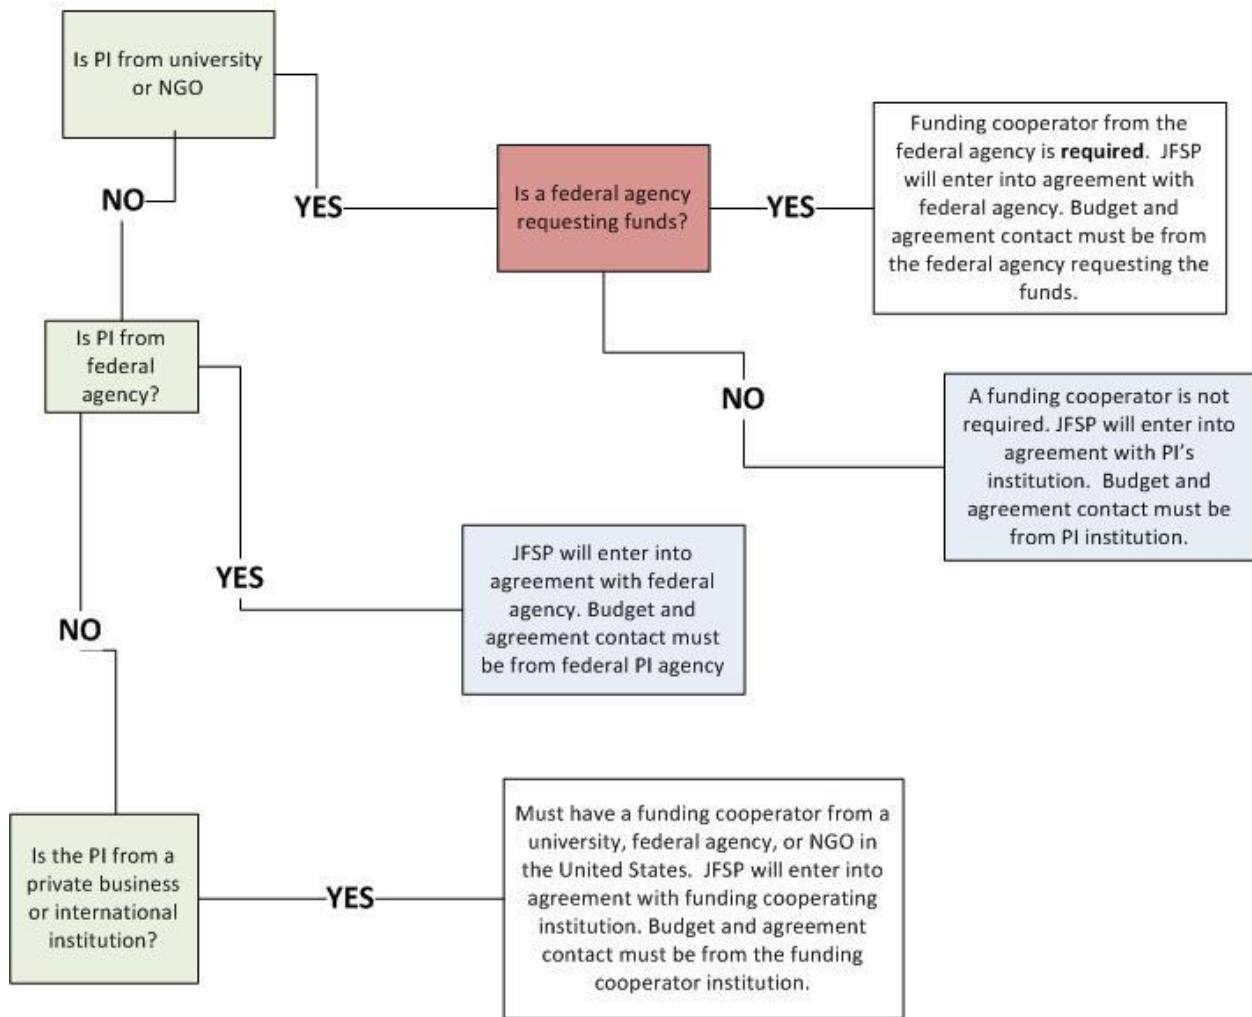 Is PI from university
or NGO
NO
YES
Is a federal agency
requesting funds?
YES
Funding cooperator from the
federal agency is required. JFSP
will enter into agreement with
federal agency. Budget and
agreement contact must be from
the federal agency requesting the
funds.
NO
A funding cooperator is not
required. JFSP will enter into
agreement with PI’s
institution. Budget and
agreement contact must be
from PI institution.
Is PI from
federal
agency?
YES
JFSP will enter into
agreement with federal
agency. Budget and
agreement contact must
be from federal PI agency
NO
Is the PI from a
private business
or international
institution?
YES
Must have a funding cooperator from a
university, federal agency, or NGO in
the United States. JFSP will enter into
agreement with funding cooperating
institution. Budget and agreement
contact must be from the funding
cooperator institution.